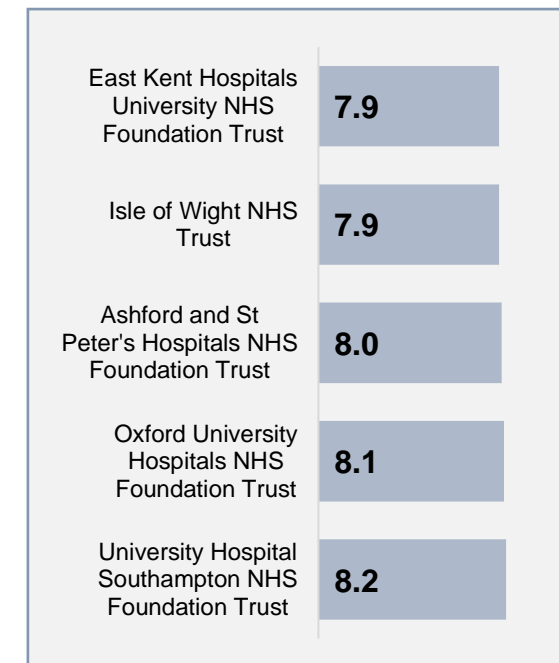 East Kent Hospitals
University NHS
Foundation Trust
7.9
Isle of Wight NHS
Trust
7.9
Ashford and St
Peter's Hospitals NHS
Foundation Trust
8.0
Oxford University
Hospitals NHS
Foundation Trust
8.1
University Hospital
Southampton NHS
Foundation Trust
8.2